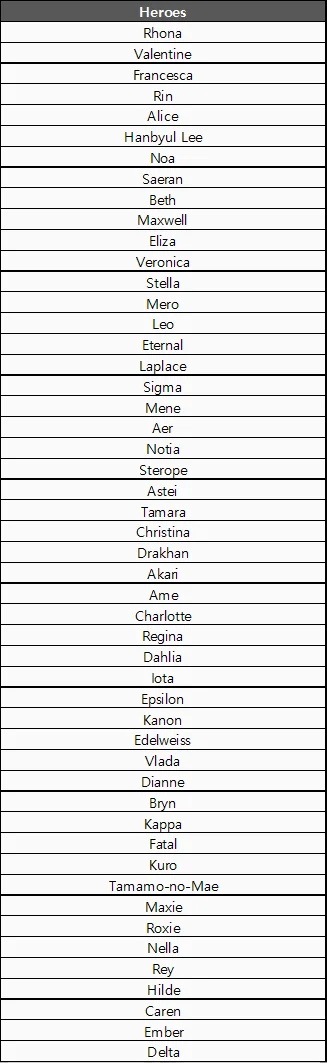 Heroes
Rhona
Valentine
Francesca
Rin
Alice
Hanbyul Lee
Noa
Saeran
Beth
Maxwell
Eliza
Veronica
Stella
Mero
Leo
Eternal
Laplace
Sigma
Mene
Aer
Notia
Sterope
Astei
Tamara
Christina
Drakhan
Akari
Ame
Charlotte
Regina
Dahlia
Iota
Epsilon
Kanon
Edelweiss
Vlada
Dianne
Bryn
Kappa
Fatal
Kuro
Tamamo-no-Mae
Maxie
Roxie
Nella
Rey
Hilde
Caren
Ember
Delta